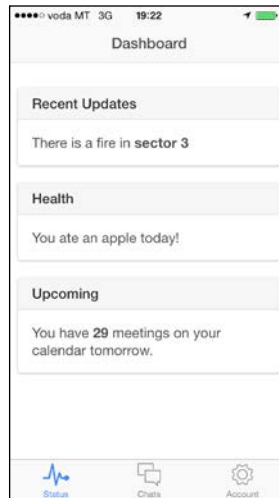 voda MT 3G 19:22
Dashboard
Recent Updates
There is a fire in sector 3
Health
You ate an apple today!
Upcoming
You have 29 meetings on your
calendar tomorrow.
Status Chats Account